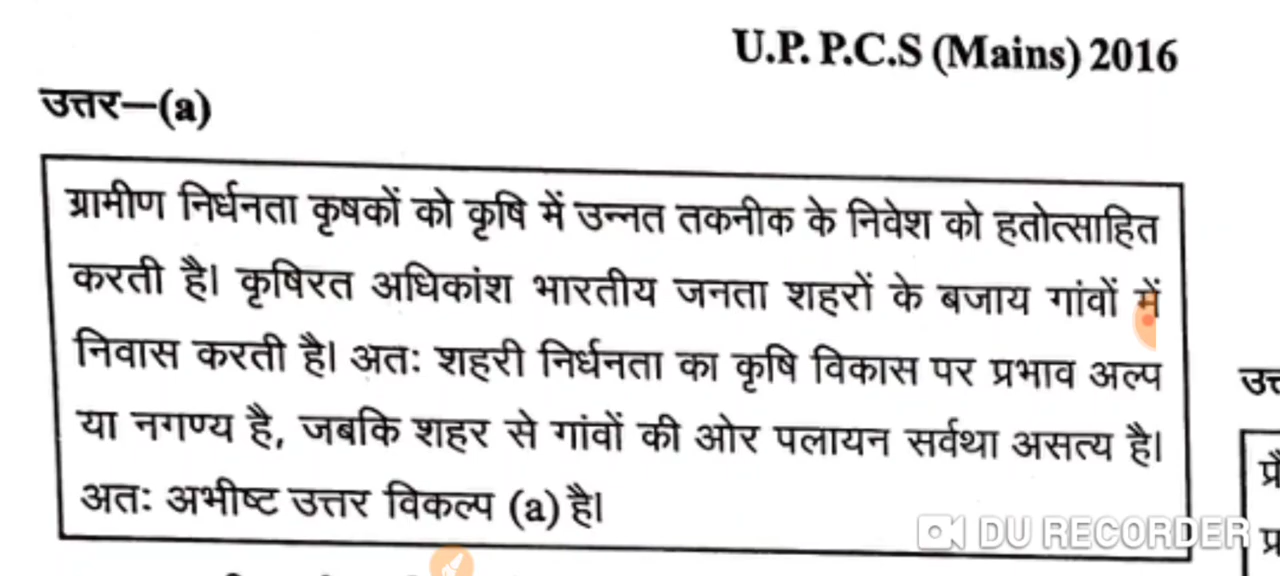 U.P. P.C.S (Mains) 2016
उत्तर—(a)
ग्रामीण निर्धनता कृषकों को कृषि में उन्नत तकनीक के निवेश को हतोत्साहित
करती है। कृषिरत अधिकांश भारतीय जनता शहरों के बजाय गांवों में
निवास करती है। अतः शहरी निर्धनता का कृषि विकास पर प्रभाव अल्प
या नगण्य है, जबकि शहर से गांवों की ओर पलायन सर्वथा असत्य है।
अतः अभीष्ट उत्तर विकल्प (a) है।
DU RECORDER